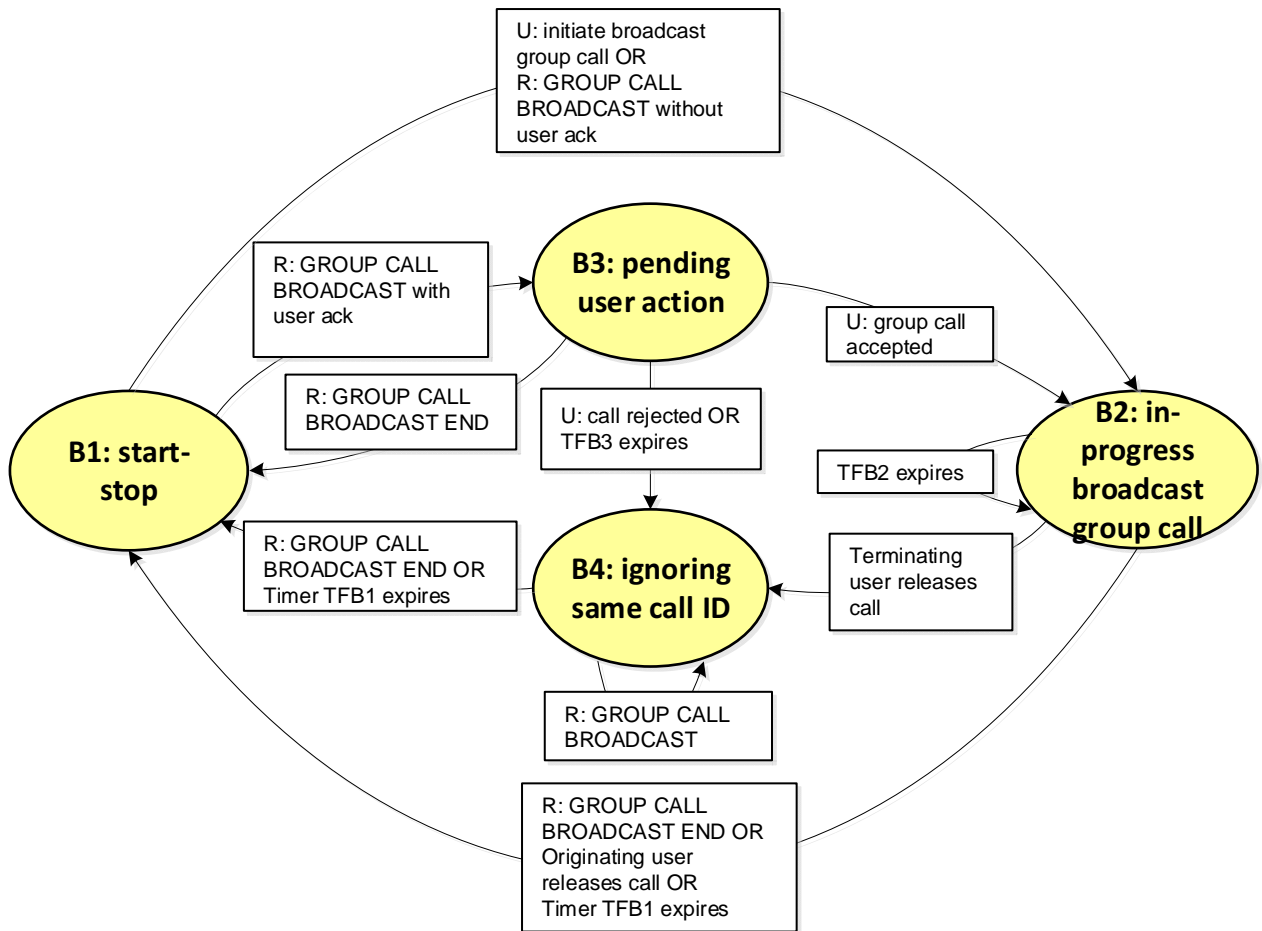 U: initiate broadcast
group call OR
R: GROUP CALL
BROADCAST without
user ack
R: GROUP CALL
BROADCAST with
user ack
B3: pending
user action
U: group call
accepted
R: GROUP CALL
BROADCAST END
U: call rejected OR
TFB3 expires
B1: start-
stop
B2: in-
progress
broadcast
group call
TFB2 expires
R: GROUP CALL
BROADCAST END OR
Timer TFB1 expires
B4: ignoring
same call ID
Terminating
user releases
call
R: GROUP CALL
BROADCAST
R: GROUP CALL
BROADCAST END OR
Originating user
releases call OR
Timer TFB1 expires